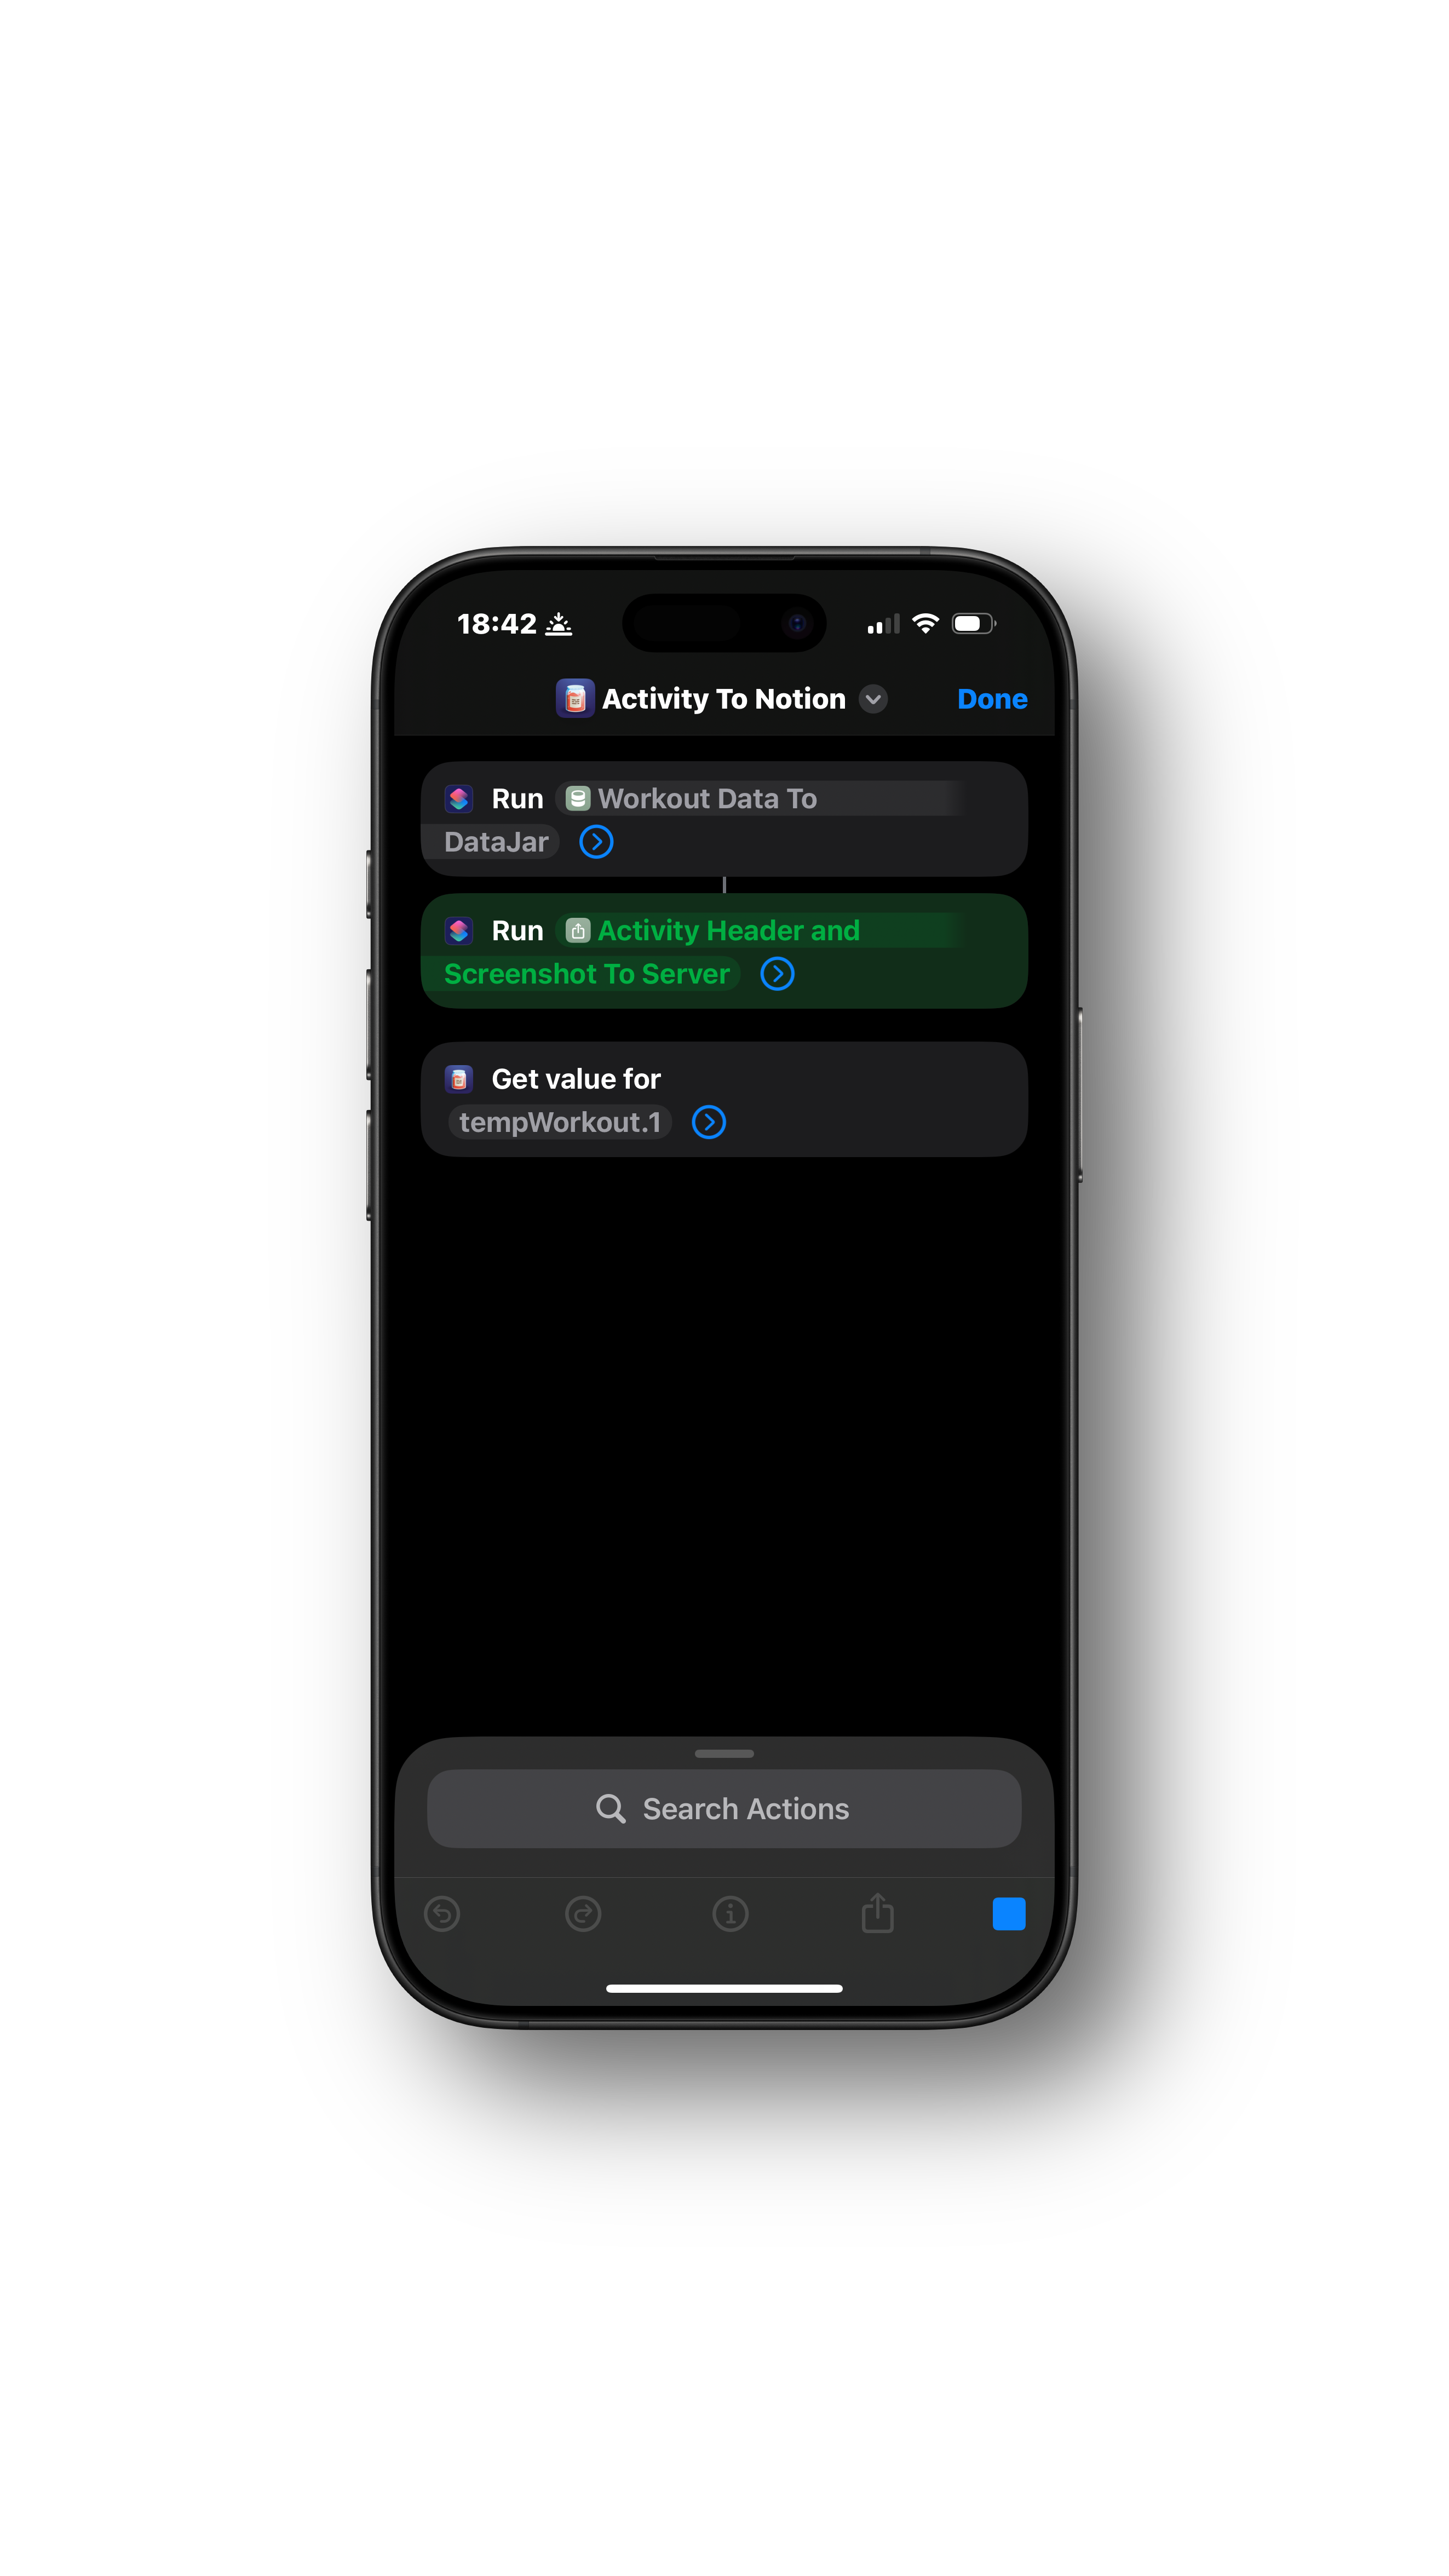 18:42
Activity To Notion
Done
Run Workout Data To
DataJar
Run Activity Header and
Screenshot To Server
Get value for
tempWorkout.1
Search Actions